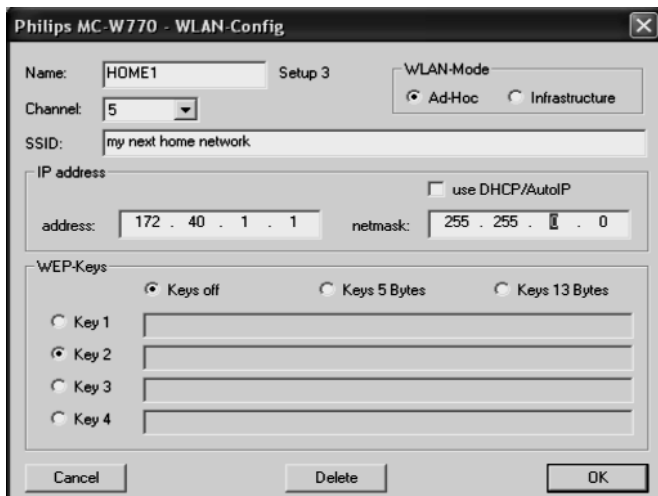 Philips MC-W770 - WLAN-Config
Name: HOME1 Setup 3
WLAN-Mode
Ad-Hoc Infrastructure
Channel: 5
SSID: my next home network
IP address
use DHCP/AutoIP
address: 172 . 40 . 1 . 1 netmask: 255 . 255 . 0 . 0
WEP-Keys
Keys off Keys 5 Bytes Keys 13 Bytes
Key 1
Key 2
Key 3
Key 4
Cancel Delete OK